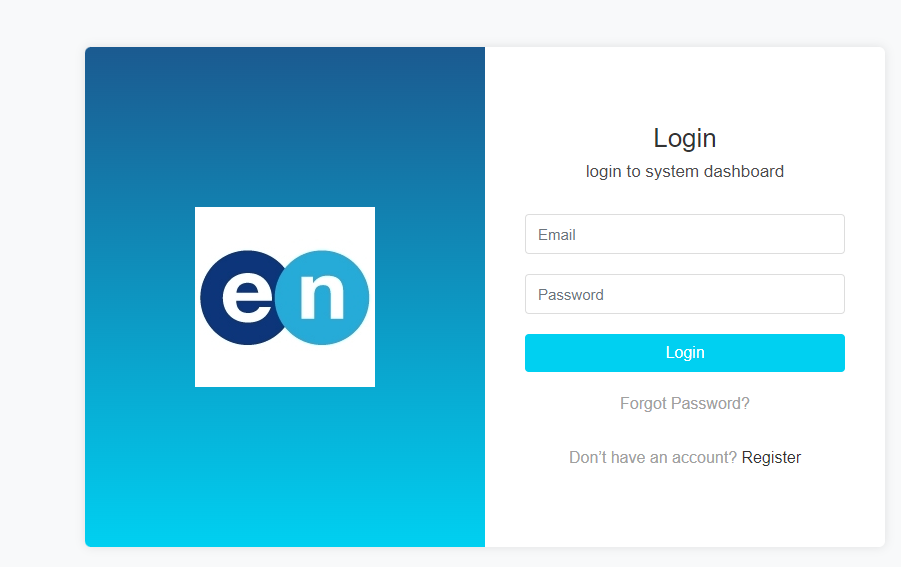 en
Login
login to system dashboard
Email
Password
Login
Forgot Password?
Don’t have an account? Register